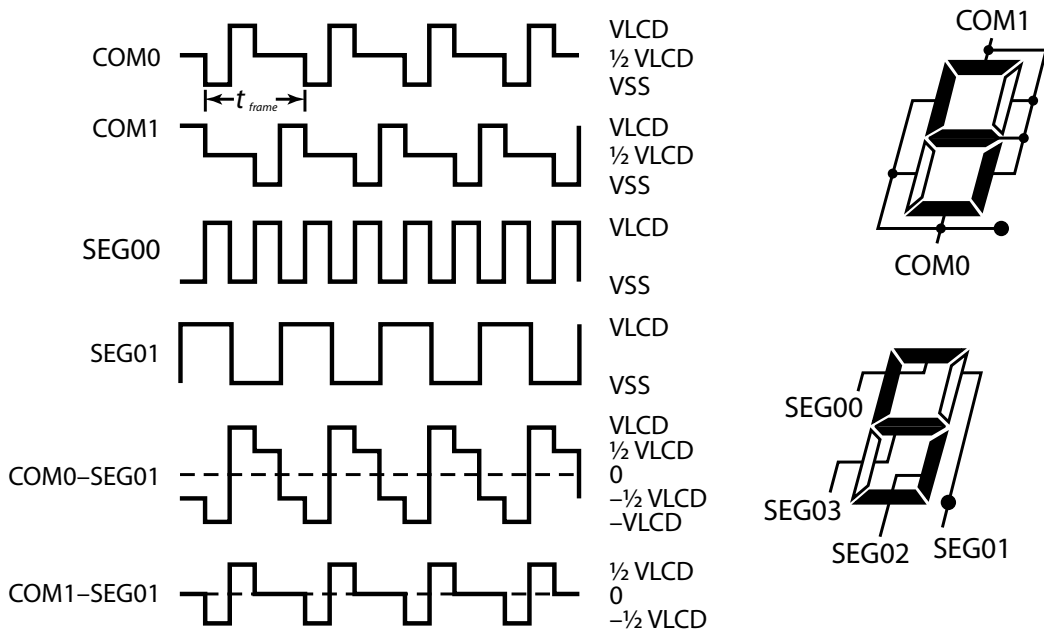 COM0
VLCD
½ VLCD
VSS
t frame
COM1
VLCD
½ VLCD
VSS
SEG00
VLCD
VSS
SEG01
VLCD
VSS
COM0–SEG01
VLCD
½ VLCD
0
–½ VLCD
–VLCD
COM1–SEG01
½ VLCD
0
–½ VLCD
COM1
COM0
SEG00
SEG03
SEG02
SEG01